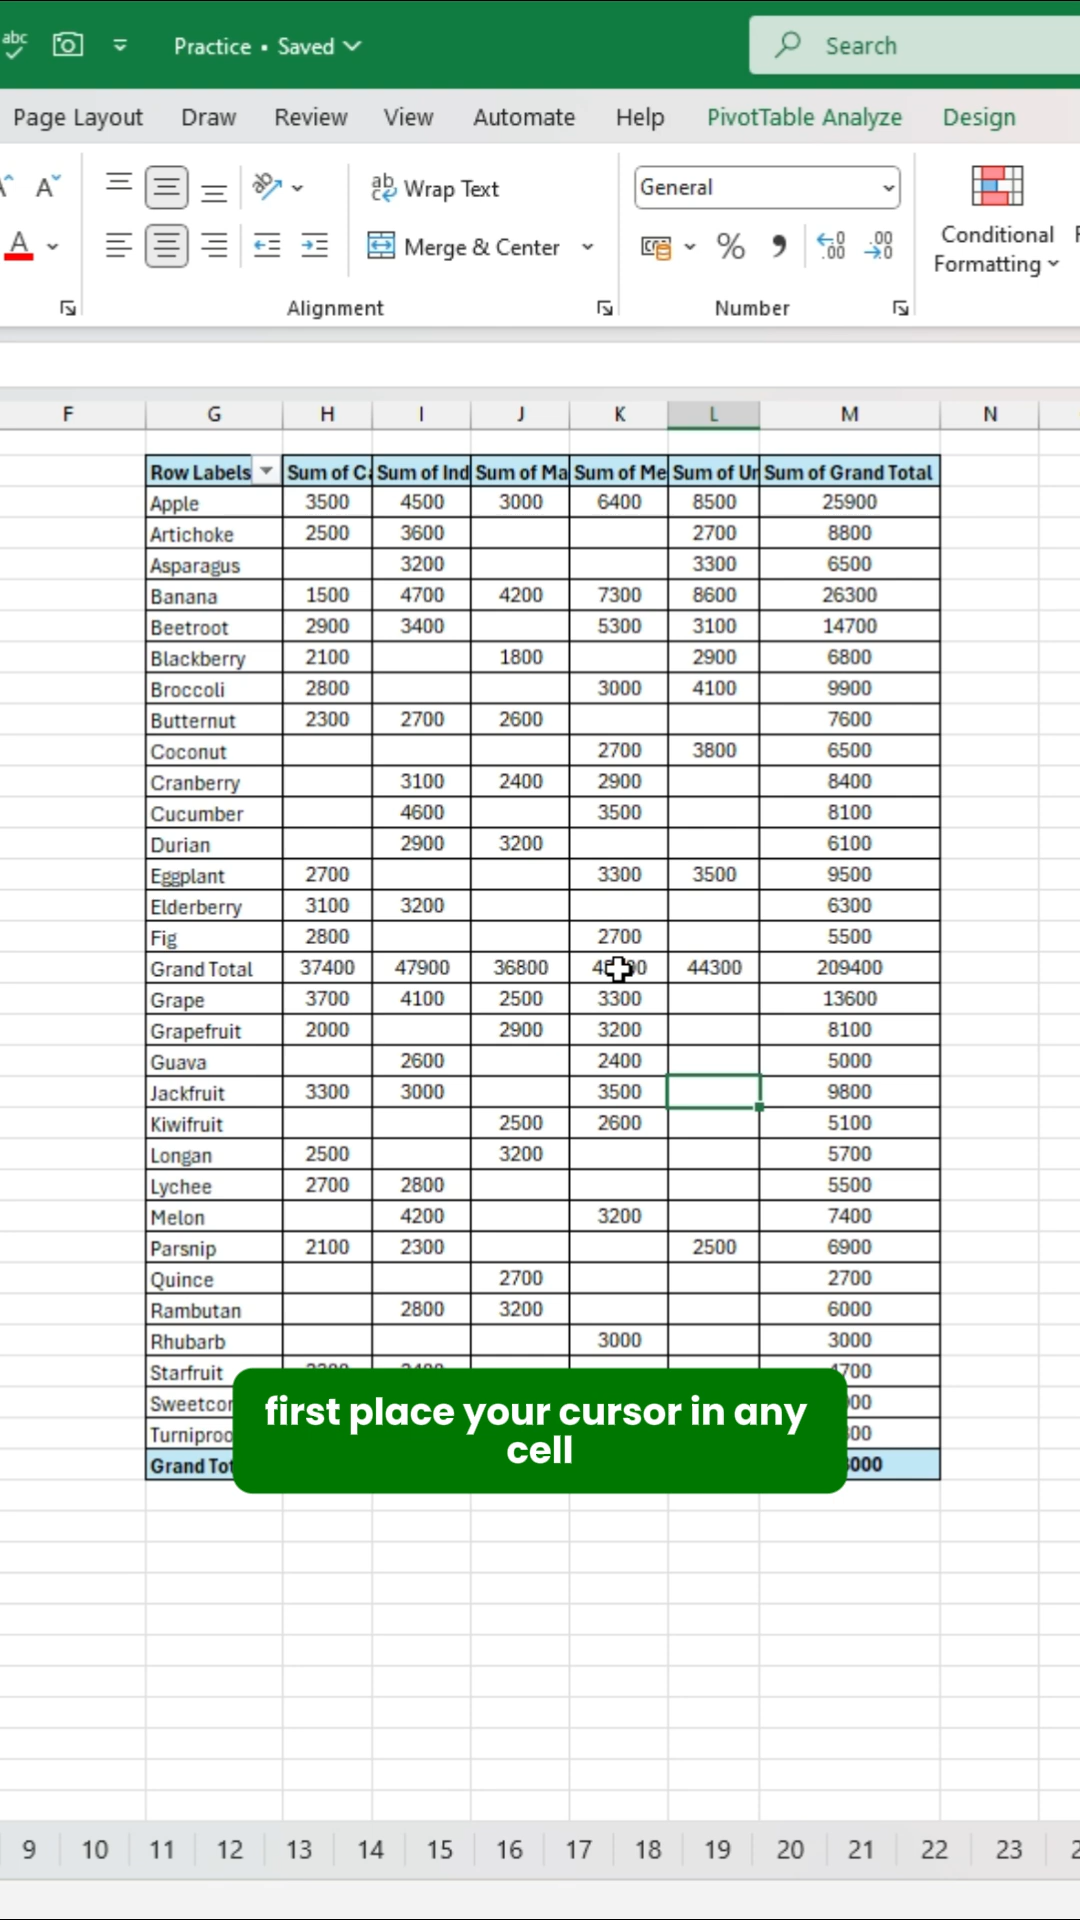 abc
Practice • Saved
Search
Page Layout Draw Review View Automate Help PivotTable Analyze Design
Wrap Text
General
Merge & Center
Conditional
Formatting
Alignment
Number
F G H I J K L M N
Row Labels Sum of Ca Sum of Ind Sum of Ma Sum of Me Sum of Un Sum of Grand Total
Apple 3500 4500 3000 6400 8500 25900
Artichoke 2500 3600 2700 8800
Asparagus 3200 3300 6500
Banana 1500 4700 4200 7300 8600 26300
Beetroot 2900 3400 5300 3100 14700
Blackberry 2100 1800 2900 6800
Broccoli 2800 3000 4100 9900
Butternut 2300 2700 2600 7600
Coconut 2700 3800 6500
Cranberry 3100 2400 2900 8400
Cucumber 4600 3500 8100
Durian 2900 3200 6100
Eggplant 2700 3300 3500 9500
Elderberry 3100 3200 6300
Fig 2800 2700 5500
Grand Total 37400 47900 36800 44300 209400
Grape 3700 4100 2500 3300 13600
Grapefruit 2000 2900 3200 8100
Guava 2600 2400 5000
Jackfruit 3300 3000 3500 9800
Kiwifruit 2500 2600 5100
Longan 2500 3200 5700
Lychee 2700 2800 5500
Melon 4200 3200 7400
Parsnip 2100 2300 2500 6900
Quince 2700 2700
Rambutan 2800 3200 6000
Rhubarb 3000 3000
Starfruit
Sweetcor
Turniproo
Grand Tot
first place your cursor in any
cell
9 10 11 12 13 14 15 16 17 18 19 20 21 22 23